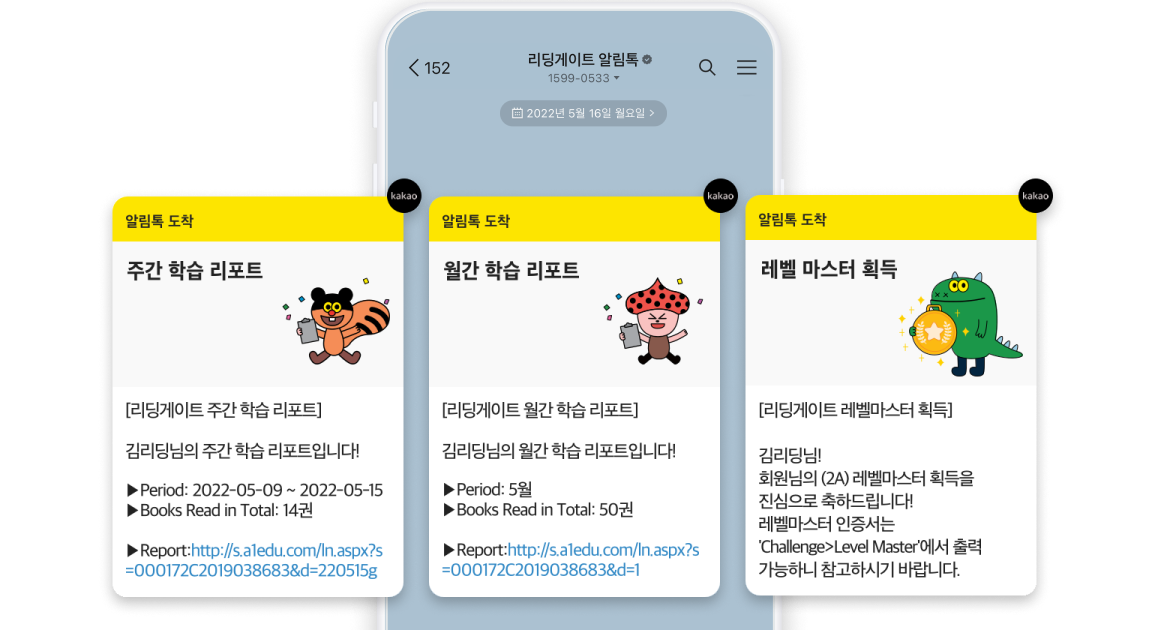 152
리딩게이트 알림톡
1599-0533
2022년 5월 16일 월요일
kakao
알림톡 도착
주간 학습 리포트
[리딩게이트 주간 학습 리포트]
김리딩님의 주간 학습 리포트입니다!
▶Period: 2022-05-09 ~ 2022-05-15
▶Books Read in Total: 14권
▶Report:http://s.a1edu.com/ln.aspx?s
=000172C2019038683&d=220515g
kakao
알림톡 도착
월간 학습 리포트
[리딩게이트 월간 학습 리포트]
김리딩님의 월간 학습 리포트입니다!
▶Period: 5월
▶Books Read in Total: 50권
▶Report:http://s.a1edu.com/ln.aspx?s
=000172C2019038683&d=1
kakao
알림톡 도착
레벨 마스터 획득
[리딩게이트 레벨마스터 획득]
김리딩님!
회원님의 (2A) 레벨마스터 획득을
진심으로 축하드립니다!
레벨마스터 인증서는
'Challenge>Level Master'에서 출력
가능하니 참고하시기 바랍니다.